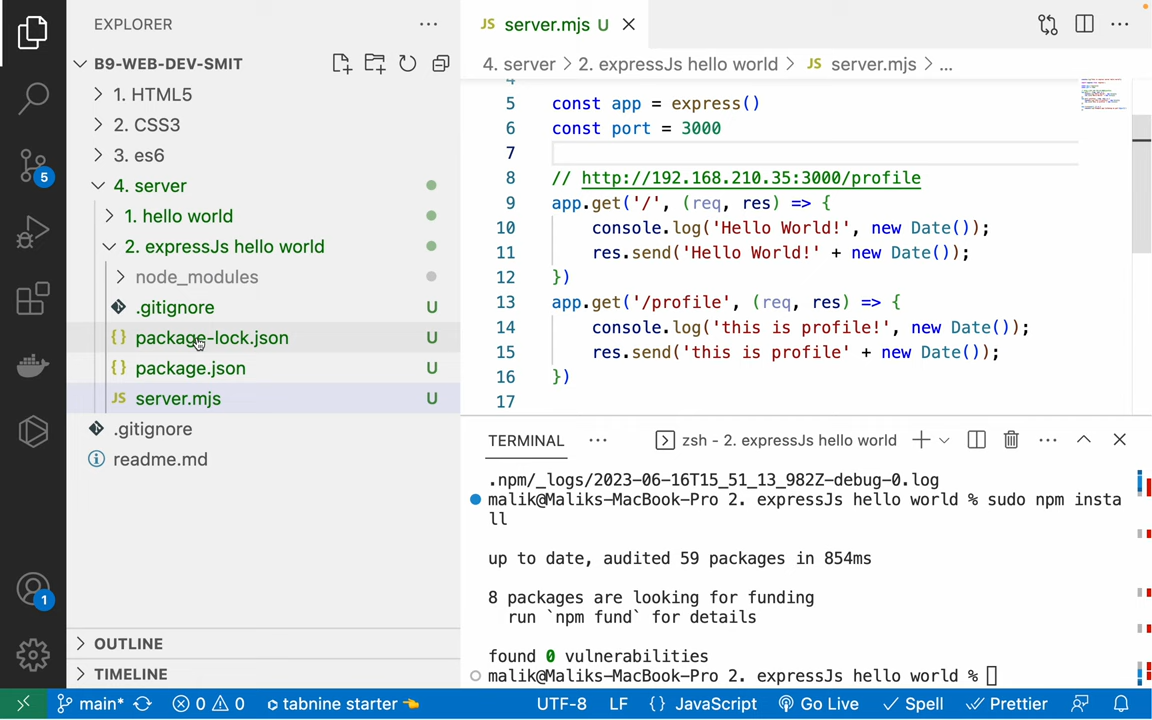 EXPLORER
B9-WEB-DEV-SMIT
1. HTML5
2. CSS3
3. es6
4. server
1. hello world
2. expressJs hello world
node_modules
.gitignore
U
package-lock.json
U
package.json
U
JS server.mjs
U
.gitignore
readme.md
OUTLINE
TIMELINE
5
1
JS server.mjs U
4. server > 2. expressJs hello world > JS server.mjs > ...
4
5 const app = express()
6 const port = 3000
7
8 // http://192.168.210.35:3000/profile
9 app.get('/', (req, res) => {
10 console.log('Hello World!', new Date());
11 res.send('Hello World!' + new Date());
12 })
13 app.get('/profile', (req, res) => {
14 console.log('this is profile!', new Date());
15 res.send('this is profile' + new Date());
16 })
17
TERMINAL
zsh - 2. expressJs hello world
.npm/_logs/2023-06-16T15_51_13_982Z-debug-0.log
malik@Maliks-MacBook-Pro 2. expressJs hello world % sudo npm insta
ll
up to date, audited 59 packages in 854ms
8 packages are looking for funding
run `npm fund` for details
found 0 vulnerabilities
malik@Maliks-MacBook-Pro 2. expressJs hello world %
main* 0 0 tabnine starter 👈 UTF-8 LF {} JavaScript Go Live Spell Prettier